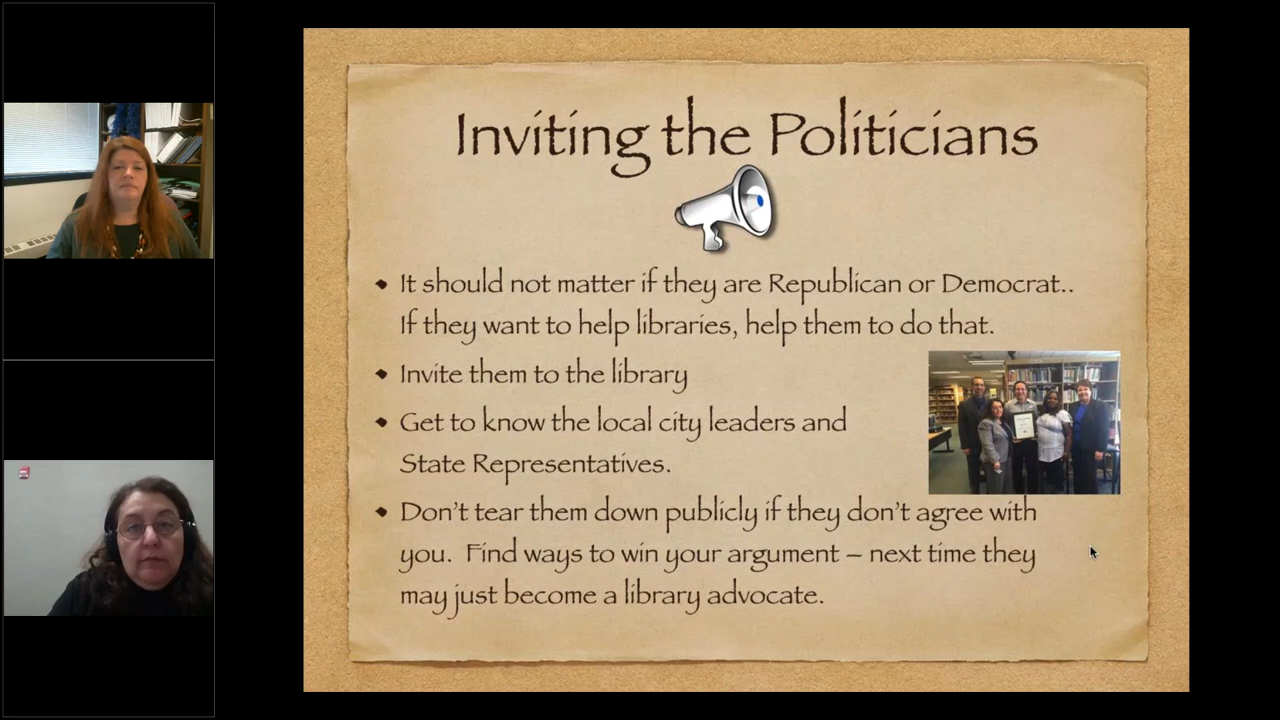 Inviting the Politicians
• It should not matter if they are Republican or Democrat..
If they want to help libraries, help them to do that.
• Invite them to the library
• Get to know the local city leaders and
State Representatives.
• Don't tear them down publicly if they don't agree with
you. Find ways to win your argument – next time they
may just become a library advocate.